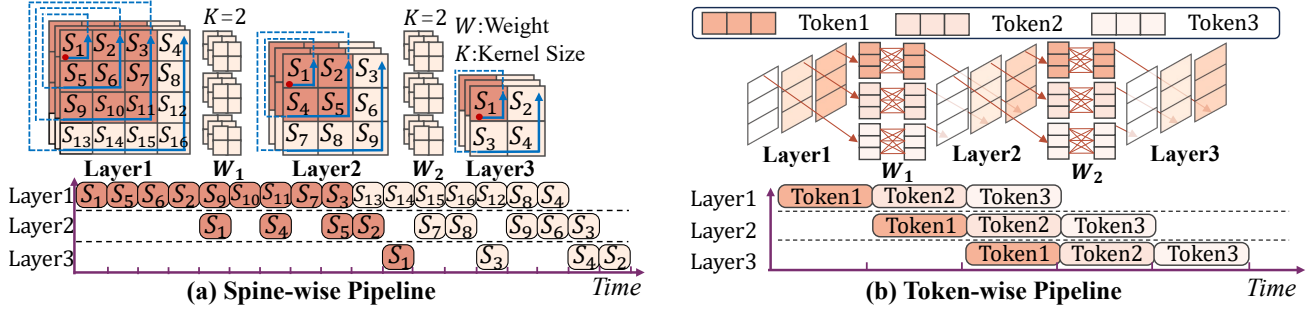 S₁ S₂ S₃ S₄
S₅ S₆ S₇ S₈
S₉ S₁₀ S₁₁ S₁₂
S₁₃ S₁₄ S₁₅ S₁₆
K=2
S₁ S₂ S₃
S₄ S₅ S₆
S₇ S₈ S₉
K=2
W:Weight
K:Kernel Size
S₁ S₂
S₃ S₄
Layer1 W₁ Layer2 W₂ Layer3
Layer1 S₁ S₅ S₆ S₂ S₉ S₁₀ S₁₁ S₇ S₃ S₁₃ S₁₄ S₁₅ S₁₆ S₁₂ S₈ S₄
Layer2 S₁ S₄ S₅ S₂ S₇ S₈ S₉ S₆ S₃
Layer3 S₁ S₃ S₄ S₂
Time
(a) Spine-wise Pipeline
Token1 Token2 Token3
Layer1 W₁ Layer2 W₂ Layer3
Layer1 Token1 Token2 Token3
Layer2 Token1 Token2 Token3
Layer3 Token1 Token2 Token3
Time
(b) Token-wise Pipeline